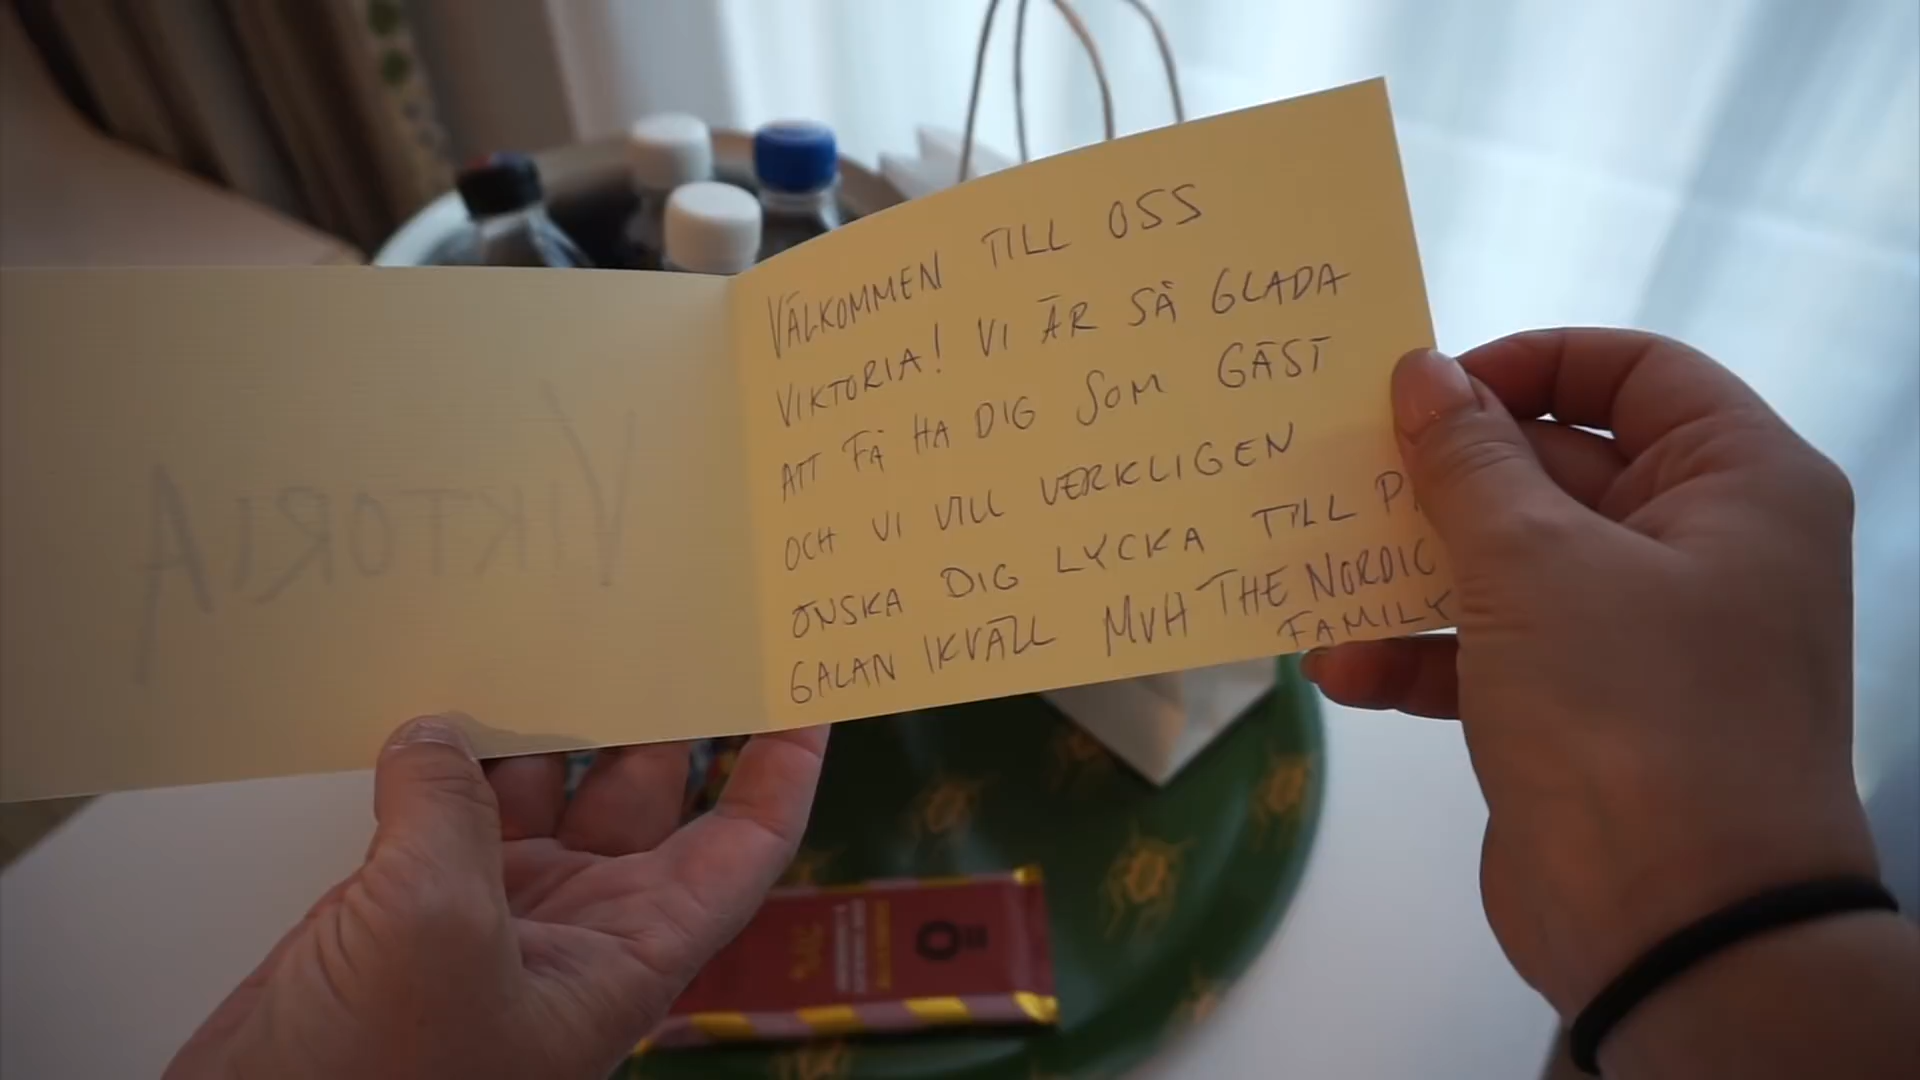 VIKTORIA
VÄLKOMMEN TILL OSS
VIKTORIA! VI ÄR SÅ GLADA
ATT FÅ HA DIG SOM GÄST
OCH VI VILL VERKLIGEN
ÖNSKA DIG LYCKA TILL
GALAN IKVÄLL MVH THE NORDIC
FAMILY